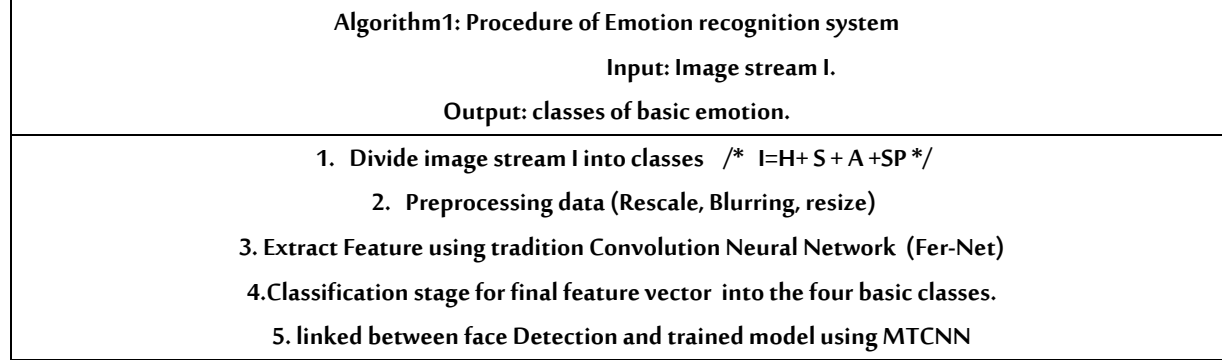 Algorithm1: Procedure of Emotion recognition system
Input: Image stream I.
Output: classes of basic emotion.
1. Divide image stream I into classes /* I=H+ S + A +SP */
2. Preprocessing data (Rescale, Blurring, resize)
3. Extract Feature using tradition Convolution Neural Network (Fer-Net)
4.Classification stage for final feature vector into the four basic classes.
5. linked between face Detection and trained model using MTCNN